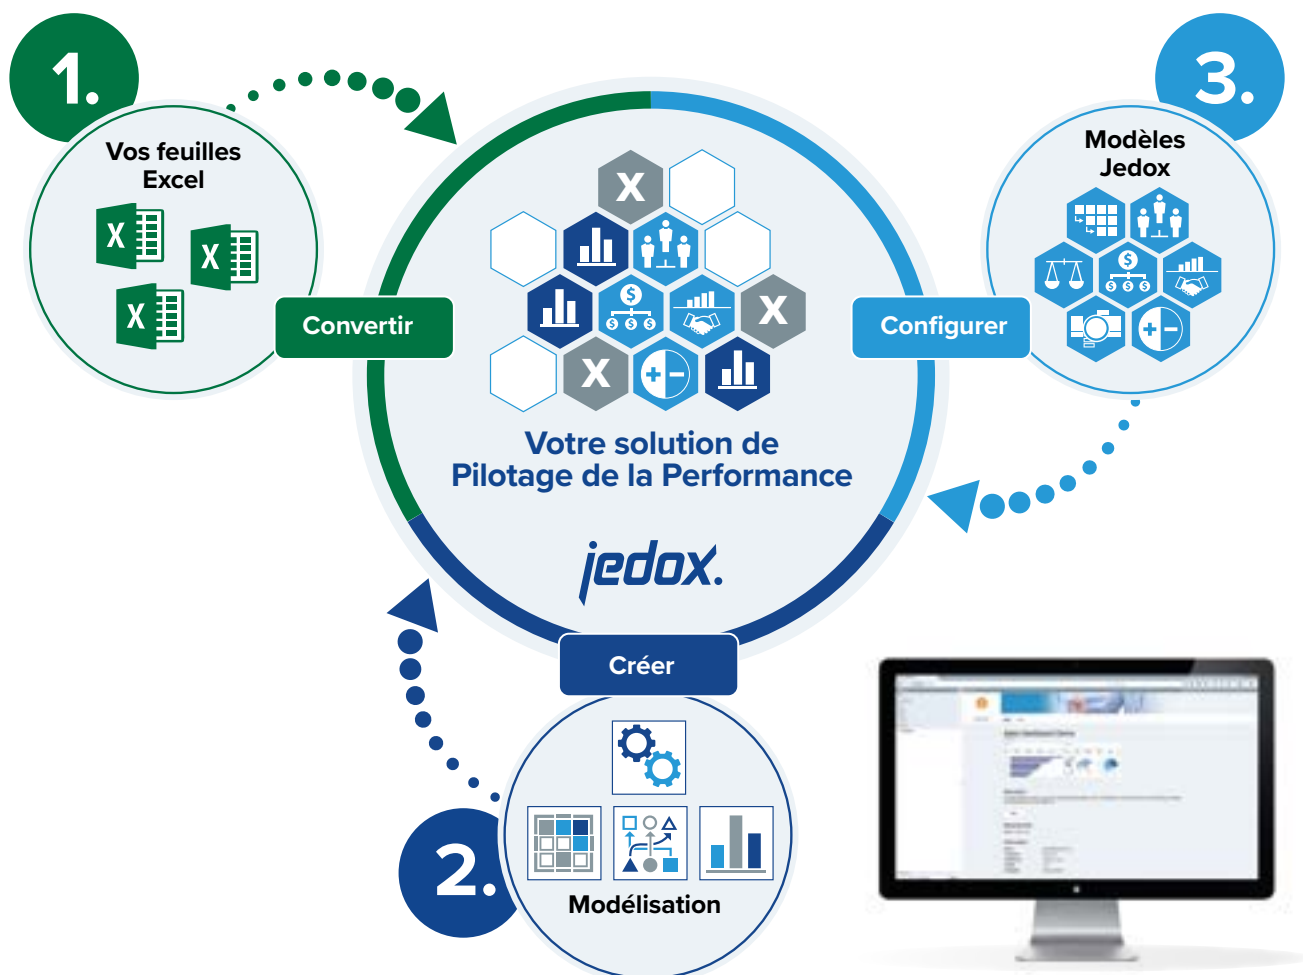 1.
Vos feuilles
Excel
X
X
X
Convertir
3.
Modèles
Jedox
$
$ $ $
+ -
Configurer
X
$
$ $ $
X
X
+ -
Votre solution de
Pilotage de la Performance
jedox.
Créer
2.
Modélisation